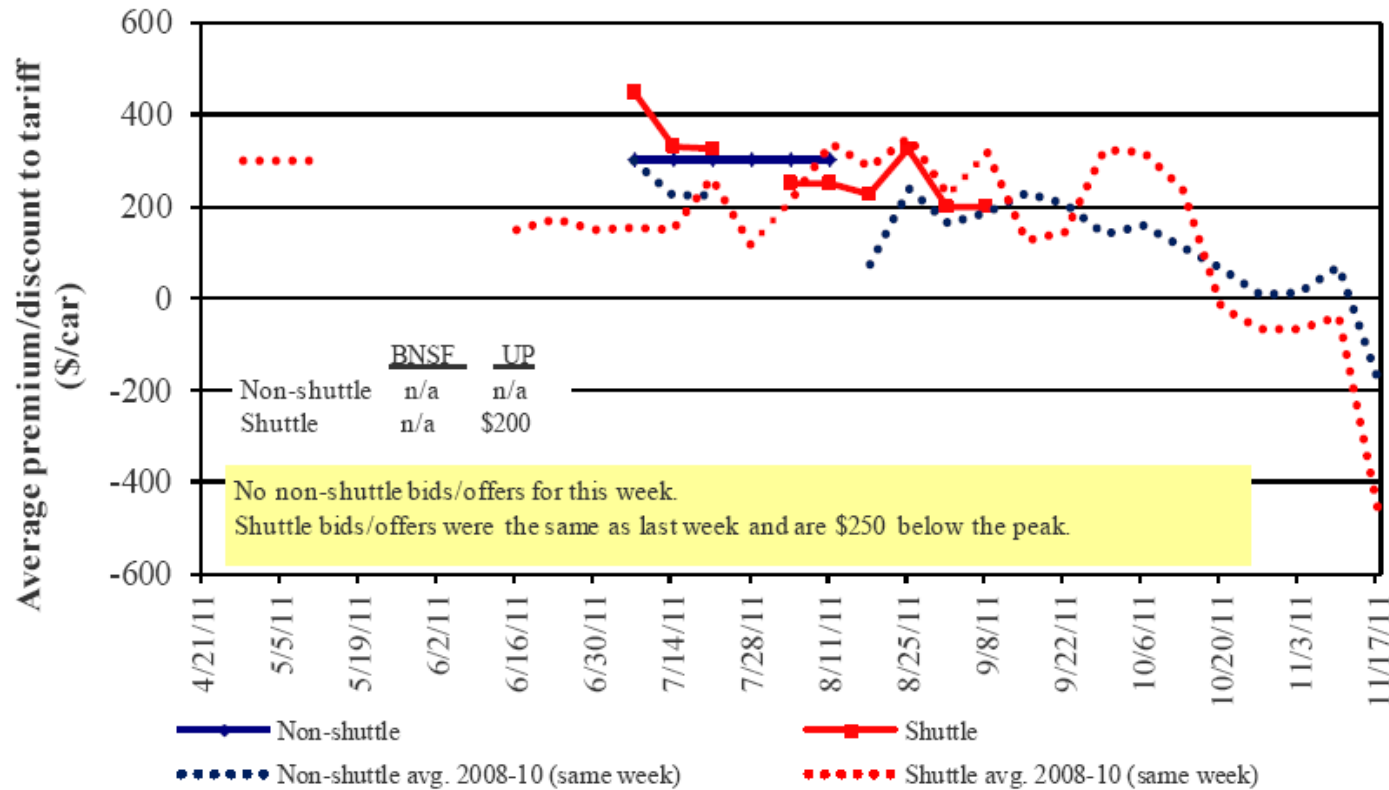 Average premium/discount to tariff
($/car)
600
400
200
0
-200
-400
-600
BNSF UP
Non-shuttle n/a n/a
Shuttle n/a $200
No non-shuttle bids/offers for this week.
Shuttle bids/offers were the same as last week and are $250 below the peak.
4/21/11
5/5/11
5/19/11
6/2/11
6/16/11
6/30/11
7/14/11
7/28/11
8/11/11
8/25/11
9/8/11
9/22/11
10/6/11
10/20/11
11/3/11
11/17/11
Non-shuttle
Shuttle
Non-shuttle avg. 2008-10 (same week)
Shuttle avg. 2008-10 (same week)